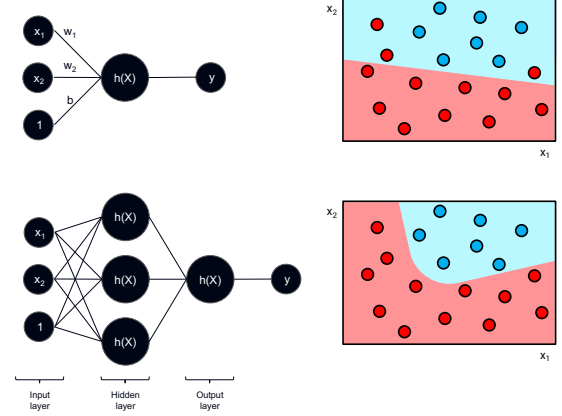 x1
w1
x2
w2
h(X)
y
b
1
x2
x1
h(X)
x1
x2
h(X)
h(X)
y
1
h(X)
x2
x1
Input
layer
Hidden
layer
Output
layer